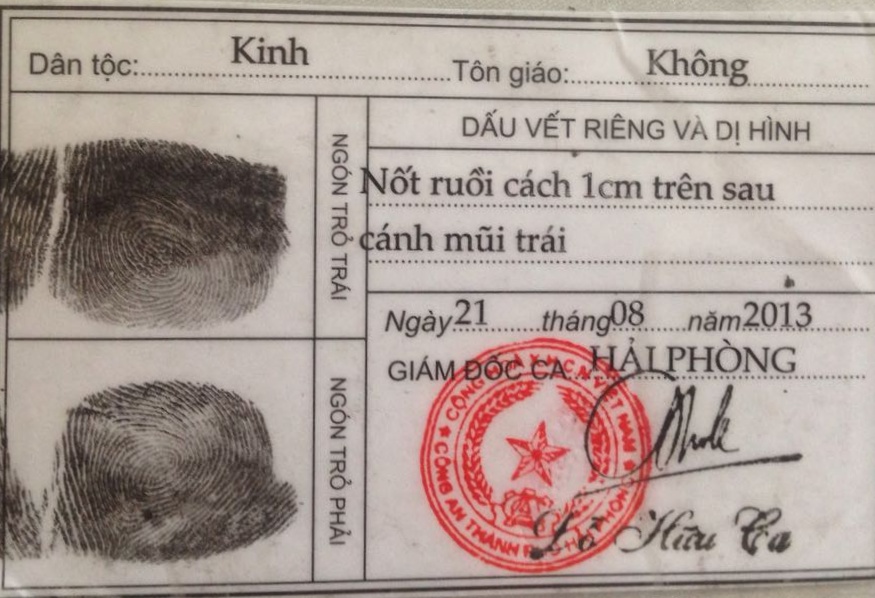 Dân tộc: Kinh Tôn giáo: Không
NGÓN TRỎ TRÁI
DẤU VẾT RIÊNG VÀ DỊ HÌNH
Nốt ruồi cách 1cm trên sau
cánh mũi trái
Ngày 21 tháng 08 năm 2013
GIÁM ĐỐC CA HẢI PHÒNG
NGÓN TRỎ PHẢI
CÔNG AN THÀNH PHỐ HẢI PHÒNG
Đỗ Hữu Ca